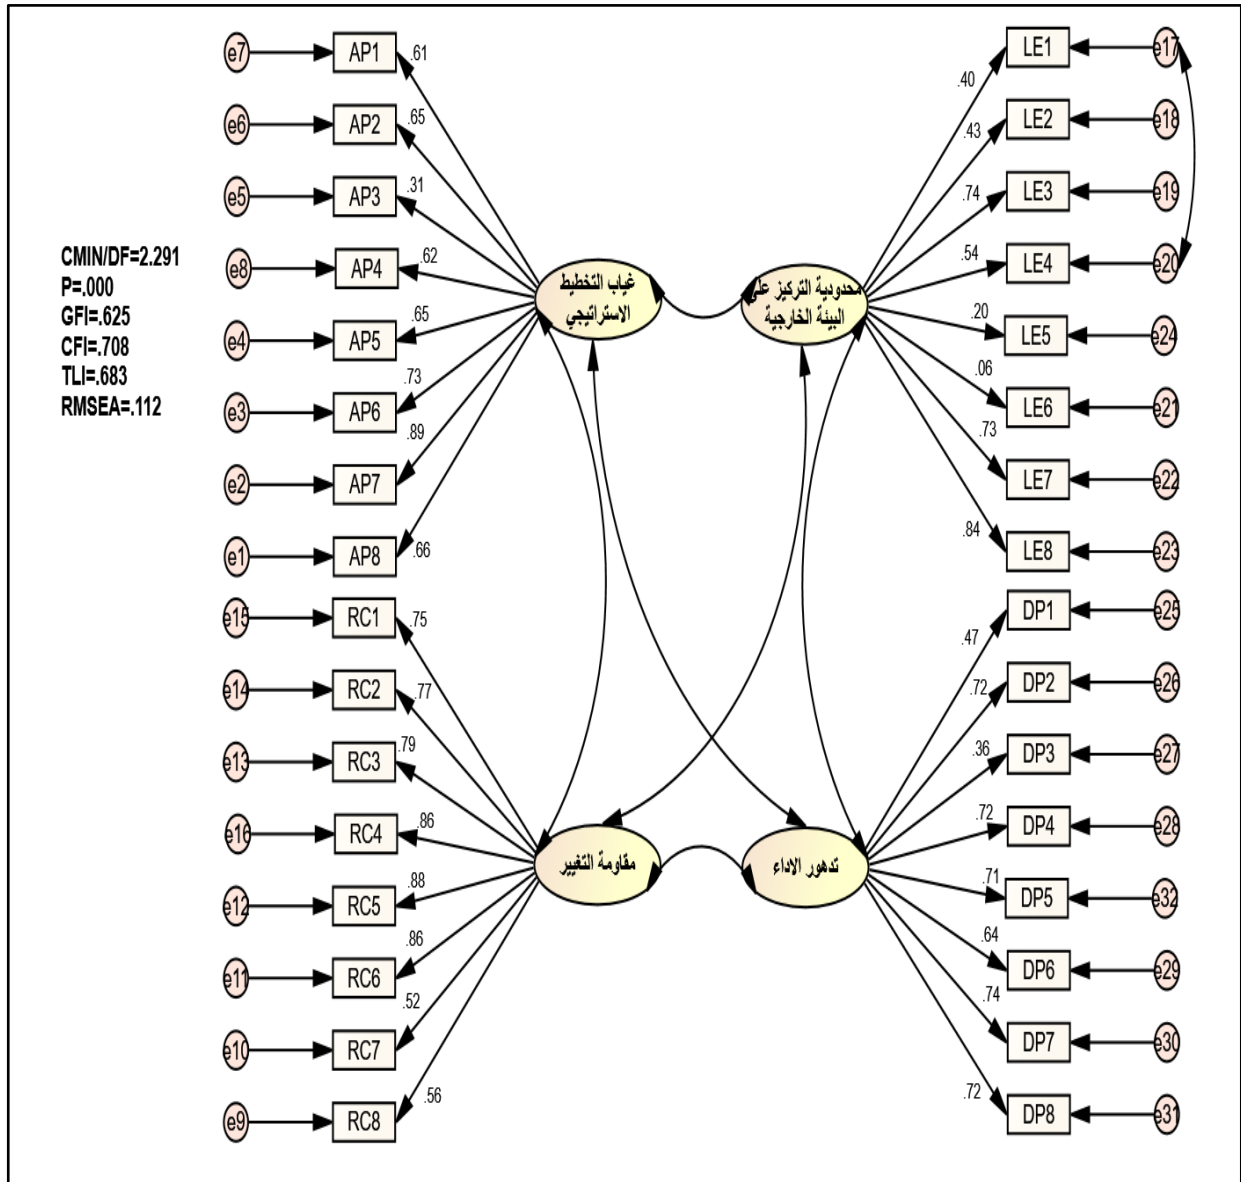 e7
AP1
.61
e6
AP2
.65
e5
AP3
.31
e8
AP4
.62
e4
AP5
.65
e3
AP6
.73
e2
AP7
.89
e1
AP8
.66
CMIN/DF=2.291
P=.000
GFI=.625
CFI=.708
TLI=.683
RMSEA=.112
غياب التخطيط
الاستراتيجي
محدودية التركيز على
البيئة الخارجية
.40
LE1
e17
.43
LE2
e18
.74
LE3
e19
.54
LE4
e20
.20
LE5
e24
.06
LE6
e21
.73
LE7
e22
.84
LE8
e23
e15
RC1
.75
e14
RC2
.77
e13
RC3
.79
e16
RC4
.86
e12
RC5
.88
e11
RC6
.86
e10
RC7
.52
e9
RC8
.56
مقاومة التغيير
تدهور الاداء
.47
DP1
e25
.72
DP2
e26
.36
DP3
e27
.72
DP4
e28
.71
DP5
e32
.64
DP6
e29
.74
DP7
e30
.72
DP8
e31